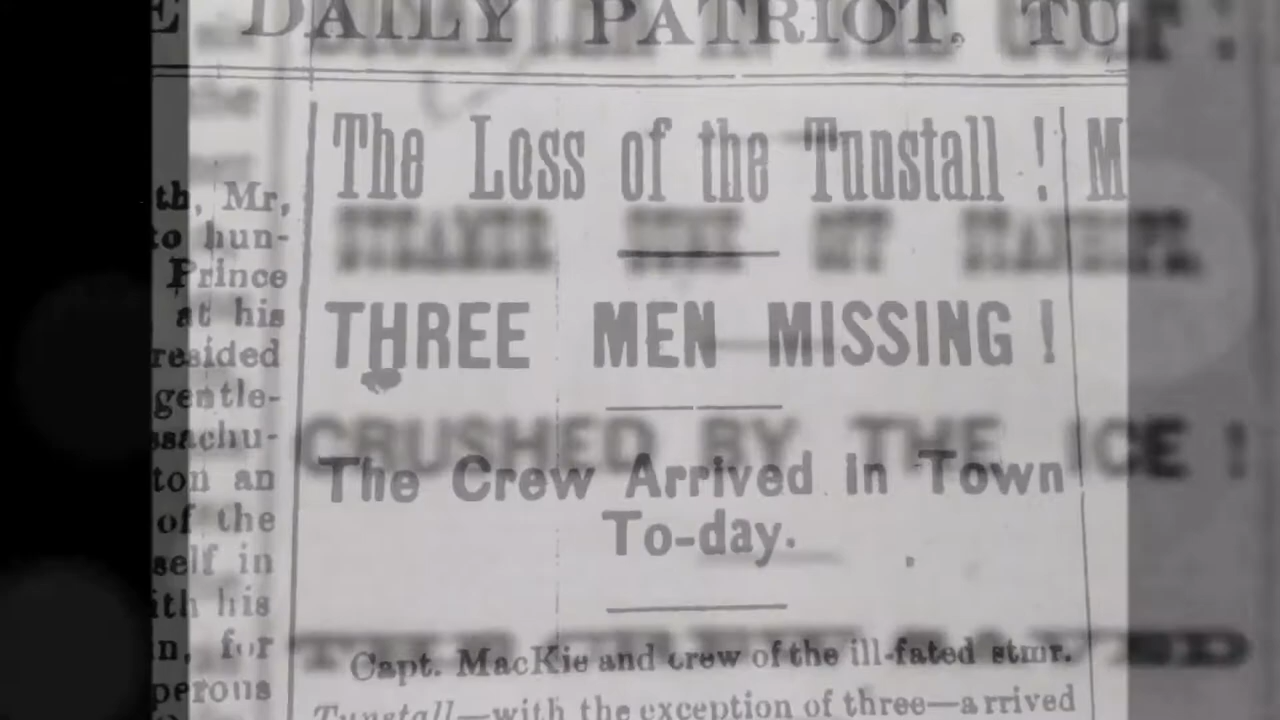 DAILY PATRIOT. TU
th, Mr,
to hun-
Prince
at his
resided
gentle-
ssachu-
ton an
of the
self in
ith his
n, for
perous
The Loss of the Tunstall !
THREE MEN MISSING !
CRUSHED BY THE ICE !
The Crew Arrived in Town
To-day.
Capt. MacKie and crew of the ill-fated stmr.
Tunstall—with the exception of three—arrived
M